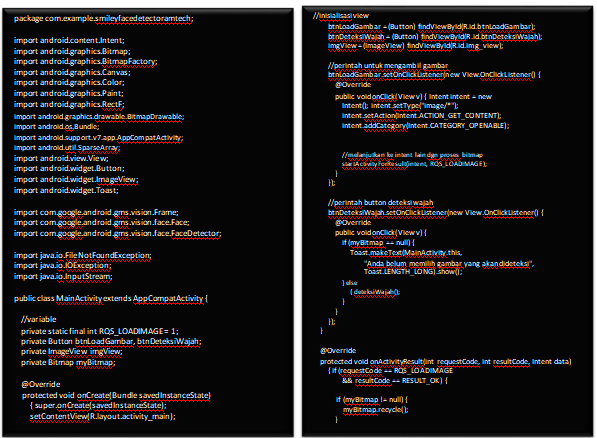 package com.example.smileyfacedetectoramtech;
import android.content.Intent;
import android.graphics.Bitmap;
import android.graphics.BitmapFactory;
import android.graphics.Canvas;
import android.graphics.Color;
import android.graphics.Paint;
import android.graphics.RectF;
import android.graphics.drawable.BitmapDrawable;
import android.os.Bundle;
import android.support.v7.app.AppCompatActivity;
import android.util.SparseArray;
import android.view.View;
import android.widget.Button;
import android.widget.ImageView;
import android.widget.Toast;
import com.google.android.gms.vision.Frame;
import com.google.android.gms.vision.face.Face;
import com.google.android.gms.vision.face.FaceDetector;
import java.io.FileNotFoundException;
import java.io.IOException;
import java.io.InputStream;
public class MainActivity extends AppCompatActivity {
//variable
private static final int RQS_LOADIMAGE = 1;
private Button btnLoadGambar, btnDeteksiWajah;
private ImageView imgView;
private Bitmap myBitmap;
@Override
protected void onCreate(Bundle savedInstanceState)
{ super.onCreate(savedInstanceState);
setContentView(R.layout.activity_main);
//inisialisasi view
btnLoadGambar = (Button) findViewById(R.id.btnLoadGambar);
btnDeteksiWajah = (Button) findViewById(R.id.btnDeteksiWajah);
imgView = (ImageView) findViewById(R.id.img_view);
//perintah untuk mengambil gambar
btnLoadGambar.setOnClickListener(new View.OnClickListener() {
@Override
public void onClick(View v) { Intent intent = new
Intent(); intent.setType("image/*");
intent.setAction(Intent.ACTION_GET_CONTENT);
intent.addCategory(Intent.CATEGORY_OPENABLE);
//melanjutkan ke intent lain dgn proses bitmap
startActivityForResult(intent, RQS_LOADIMAGE);
}
});
//perintah button deteksi wajah
btnDeteksiWajah.setOnClickListener(new View.OnClickListener() {
@Override
public void onClick(View v) {
if (myBitmap == null) {
Toast.makeText(MainActivity.this,
"Anda belum memilih gambar yang akan dideteksi",
Toast.LENGTH_LONG).show();
} else
{ deteksiWajah();
}
}
});
}
@Override
protected void onActivityResult(int requestCode, int resultCode, Intent data)
{ if (requestCode == RQS_LOADIMAGE
&& resultCode == RESULT_OK) {
if (myBitmap != null) {
myBitmap.recycle();
}